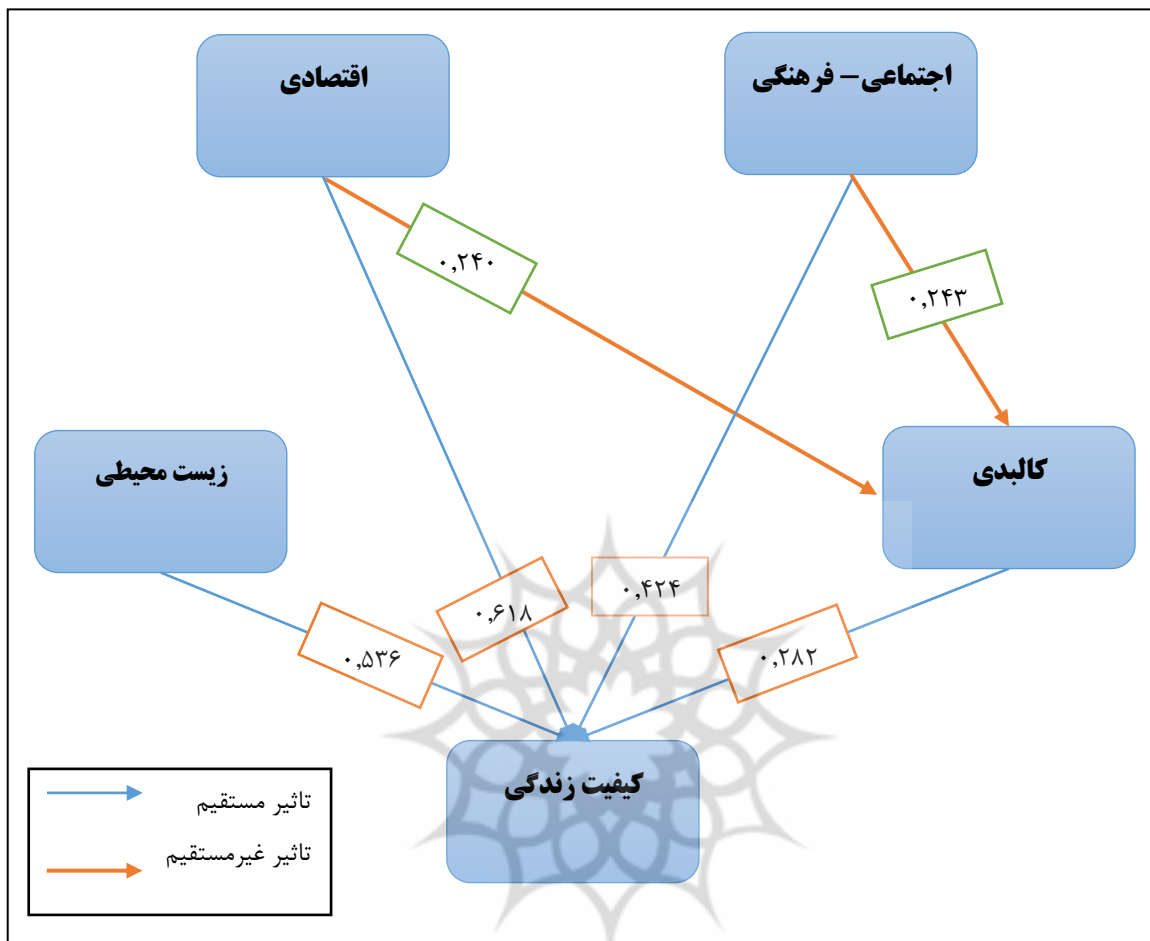 اجتماعی- فرهنگی
اقتصادی
۰,۲۴۰
۰,۲۴۳
کالبدی
زیست محیطی
۰,۴۲۴
۰,۶۱۸
۰,۲۸۲
۰,۵۳۶
کیفیت زندگی
تاثیر مستقیم
تاثیر غیرمستقیم